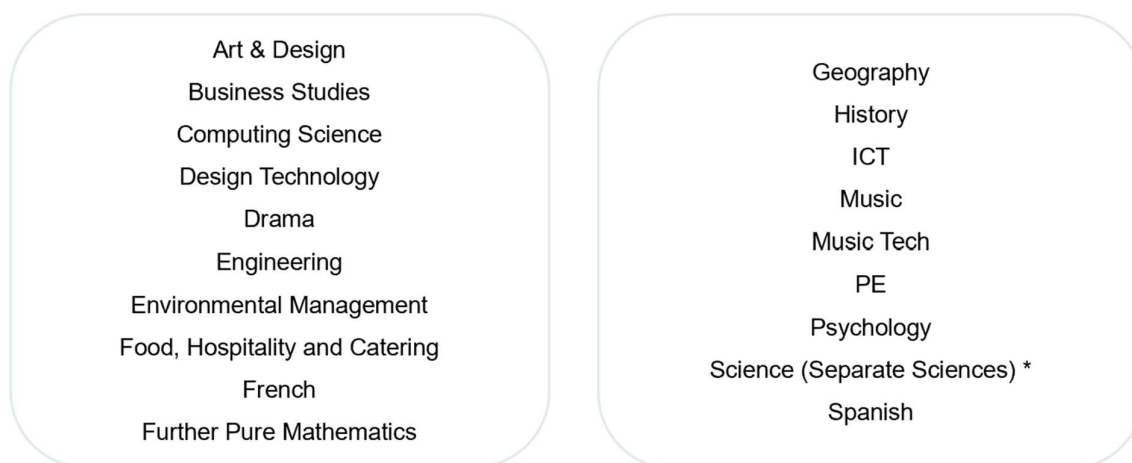 Art & Design
Business Studies
Computing Science
Design Technology
Drama
Engineering
Environmental Management
Food, Hospitality and Catering
French
Further Pure Mathematics
Geography
History
ICT
Music
Music Tech
PE
Psychology
Science (Separate Sciences) *
Spanish